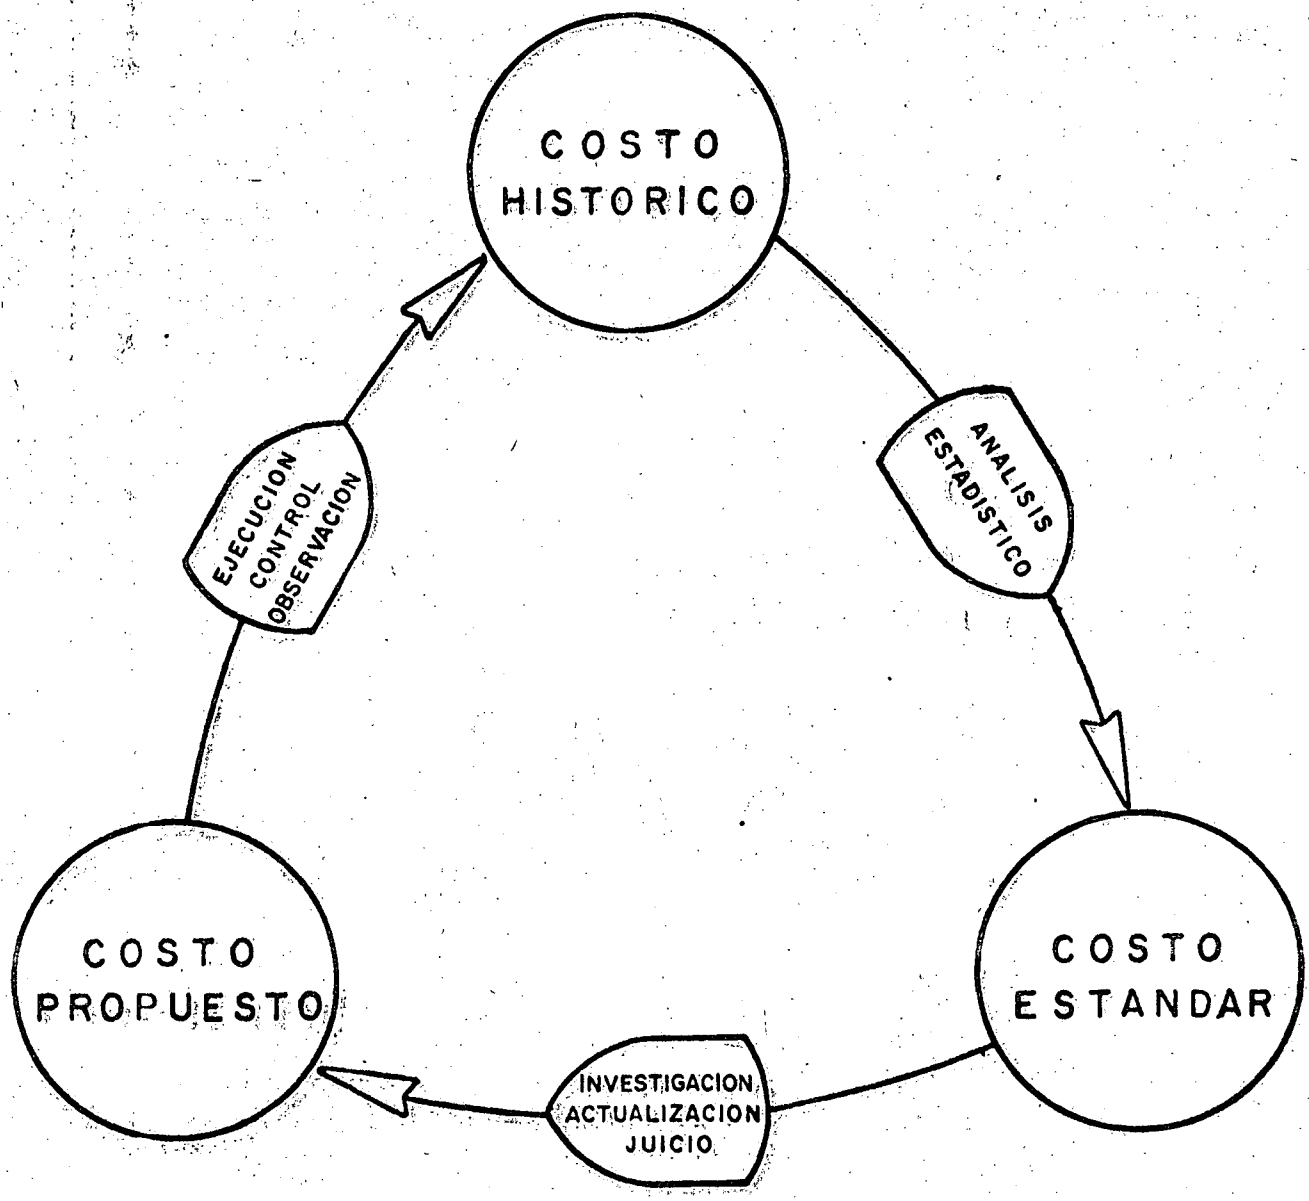 COSTO
HISTORICO
ANALISIS
ESTADISTICO
COSTO
ESTANDAR
INVESTIGACION
ACTUALIZACION
JUICIO
COSTO
PROPUESTO
EJECUCION
CONTROL
OBSERVACION